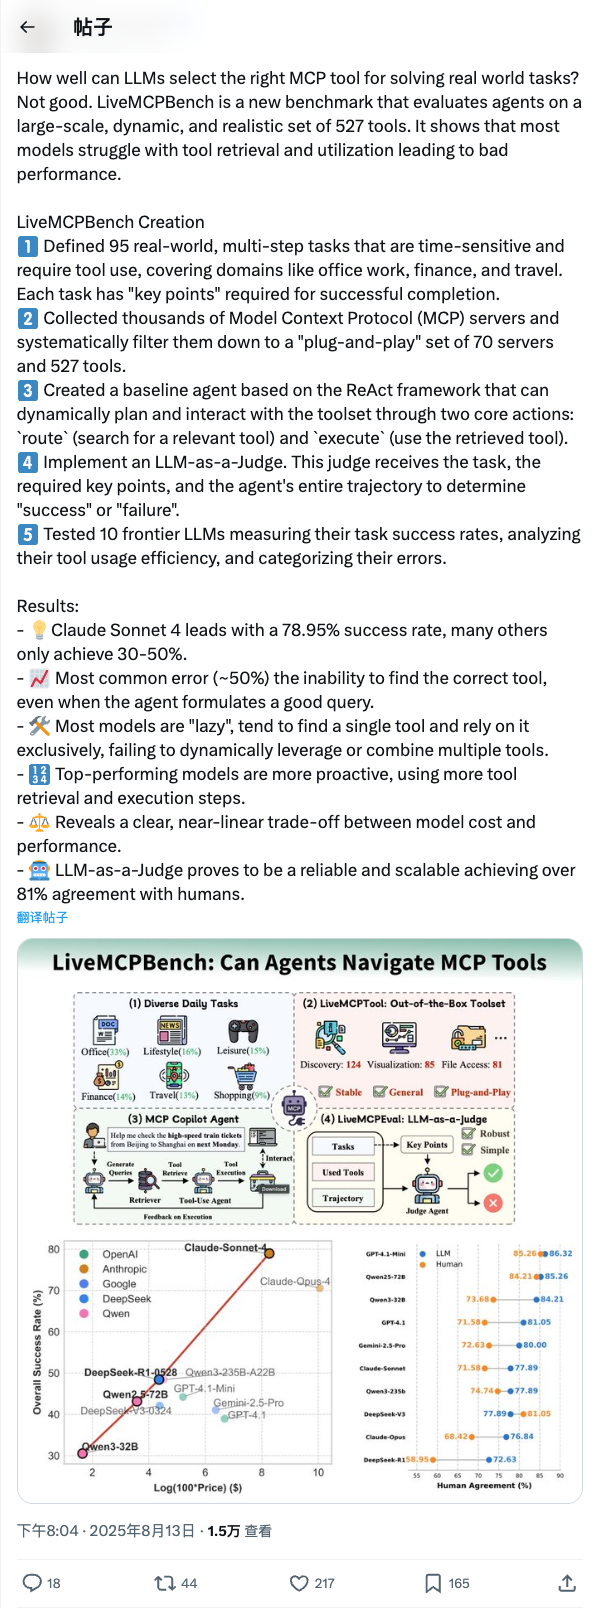 帖子
How well can LLMs select the right MCP tool for solving real world tasks?
Not good. LiveMCPBench is a new benchmark that evaluates agents on a
large-scale, dynamic, and realistic set of 527 tools. It shows that most
models struggle with tool retrieval and utilization leading to bad
performance.
LiveMCPBench Creation
1️⃣ Defined 95 real-world, multi-step tasks that are time-sensitive and
require tool use, covering domains like office work, finance, and travel.
Each task has "key points" required for successful completion.
2️⃣ Collected thousands of Model Context Protocol (MCP) servers and
systematically filter them down to a "plug-and-play" set of 70 servers
and 527 tools.
3️⃣ Created a baseline agent based on the ReAct framework that can
dynamically plan and interact with the toolset through two core actions:
`route` (search for a relevant tool) and `execute` (use the retrieved tool).
4️⃣ Implement an LLM-as-a-Judge. This judge receives the task, the
required key points, and the agent's entire trajectory to determine
"success" or "failure".
5️⃣ Tested 10 frontier LLMs measuring their task success rates, analyzing
their tool usage efficiency, and categorizing their errors.
Results:
- 💡 Claude Sonnet 4 leads with a 78.95% success rate, many others
only achieve 30-50%.
- 📈 Most common error (~50%) the inability to find the correct tool,
even when the agent formulates a good query.
- 🛠️ Most models are "lazy", tend to find a single tool and rely on it
exclusively, failing to dynamically leverage or combine multiple tools.
- 🔢 Top-performing models are more proactive, using more tool
retrieval and execution steps.
- ⚖️ Reveals a clear, near-linear trade-off between model cost and
performance.
- 🤖 LLM-as-a-Judge proves to be a reliable and scalable achieving over
81% agreement with humans.
翻译帖子
LiveMCPBench: Can Agents Navigate MCP Tools
(1) Diverse Daily Tasks
DOC
NEWS
Office(33%) Lifestyle(16%) Leisure(15%)
Finance(14%) Travel(13%) Shopping(9%)
(2) LiveMCPTool: Out-of-the-Box Toolset
...
Discovery: 124 Visualization: 85 File Access: 81
Stable General Plug-and-Play
MCP
(3) MCP Copilot Agent
Help me check the high-speed train tickets
from Beijing to Shanghai on next Monday.
Interact
Generate
Queries
Tool
Retrieve
Tool
Execution
Download
Retriever Tool-Use Agent
Feedback on Execution
(4) LiveMCPEval: LLM-as-a-Judge
Tasks
Key Points
Robust
Simple
Used Tools
Trajectory
Judge Agent
Overall Success Rate (%)
80
70
60
50
40
30
OpenAI
Anthropic
Google
DeepSeek
Qwen
Claude-Sonnet-4
Claude-Opus-4
DeepSeek-R1-0528
Qwen3-235B-A22B
Qwen2.5-72B
GPT-4.1-Mini
DeepSeek-V3-0324
Gemini-2.5-Pro
GPT-4.1
Qwen3-32B
2 4 6 8 10
Log(100*Price) ($)
LLM
Human
GPT-4.1-Mini 85.26 86.32
Qwen25-72B 84.21 85.26
Qwen3-32B 73.68 84.21
GPT-4.1 71.58 81.05
Gemini-2.5-Pro 72.63 80.00
Claude-Sonnet 71.58 77.89
Qwen3-235b 74.74 77.89
DeepSeek-V3 77.89 81.05
Claude-Opus 68.42 76.84
DeepSeek-R1 58.95 72.63
55 60 65 70 75 80 85 90
Human Agreement (%)
下午8:04 · 2025年8月13日 · 1.5万 查看
18 44 217 165